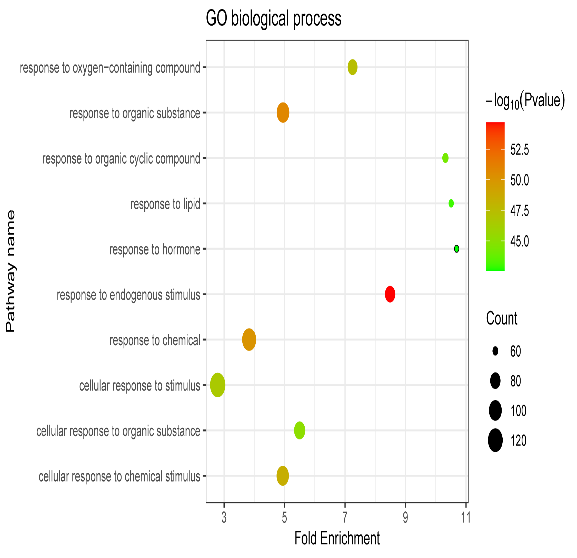 GO biological process
Pathway name
response to oxygen−containing compound
response to organic substance
response to organic cyclic compound
response to lipid
response to hormone
response to endogenous stimulus
response to chemical
cellular response to stimulus
cellular response to organic substance
cellular response to chemical stimulus
3 5 7 9 11
Fold Enrichment
−log10(Pvalue)
52.5
50.0
47.5
45.0
Count
60
80
100
120